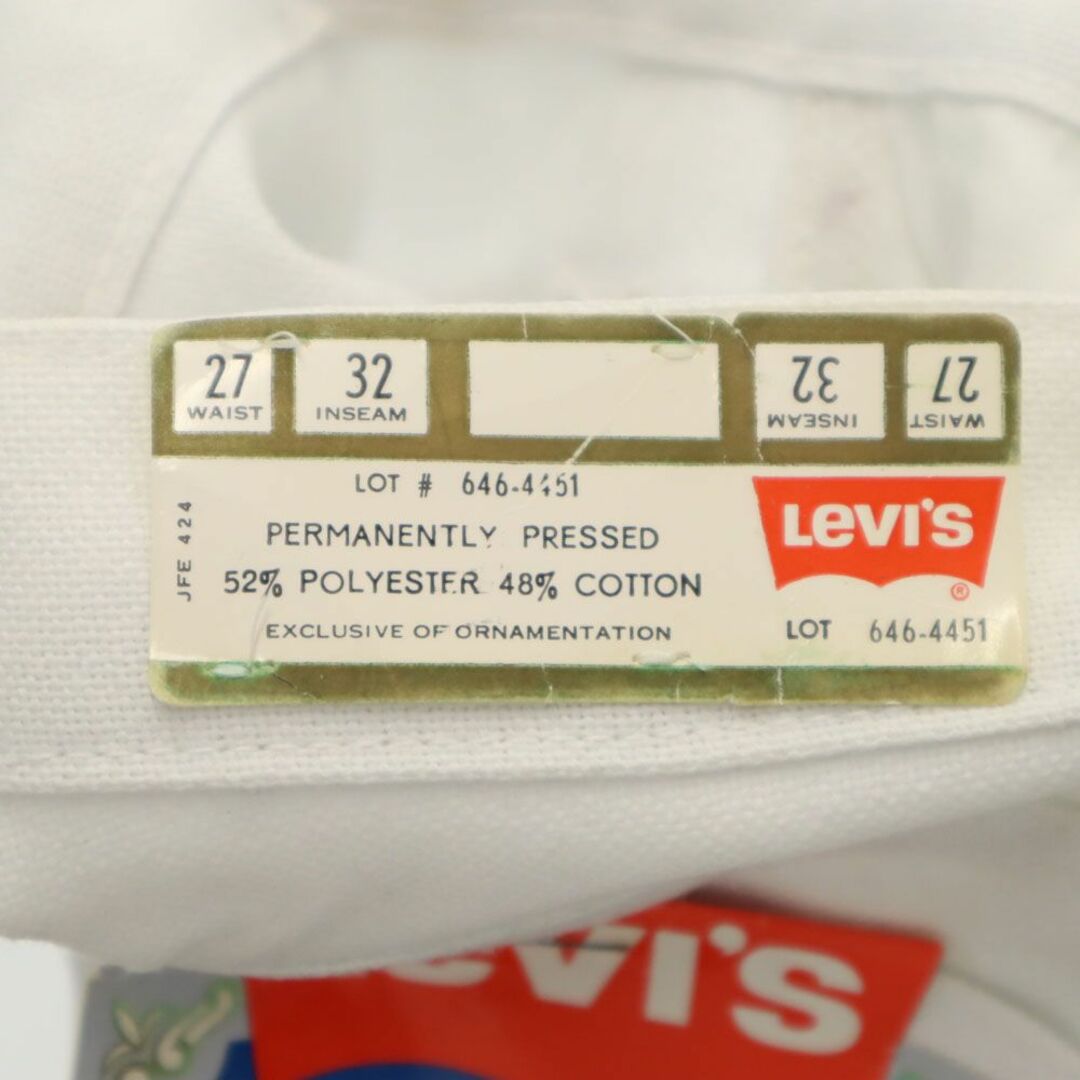 27 32 32 27
WAIST INSEAM INSEAM WAIST
LOT # 646-4451
JFE 424
PERMANENTLY PRESSED
52% POLYESTER 48% COTTON
EXCLUSIVE OF ORNAMENTATION
LEVI'S
®
LOT 646-4451
LEVI'S